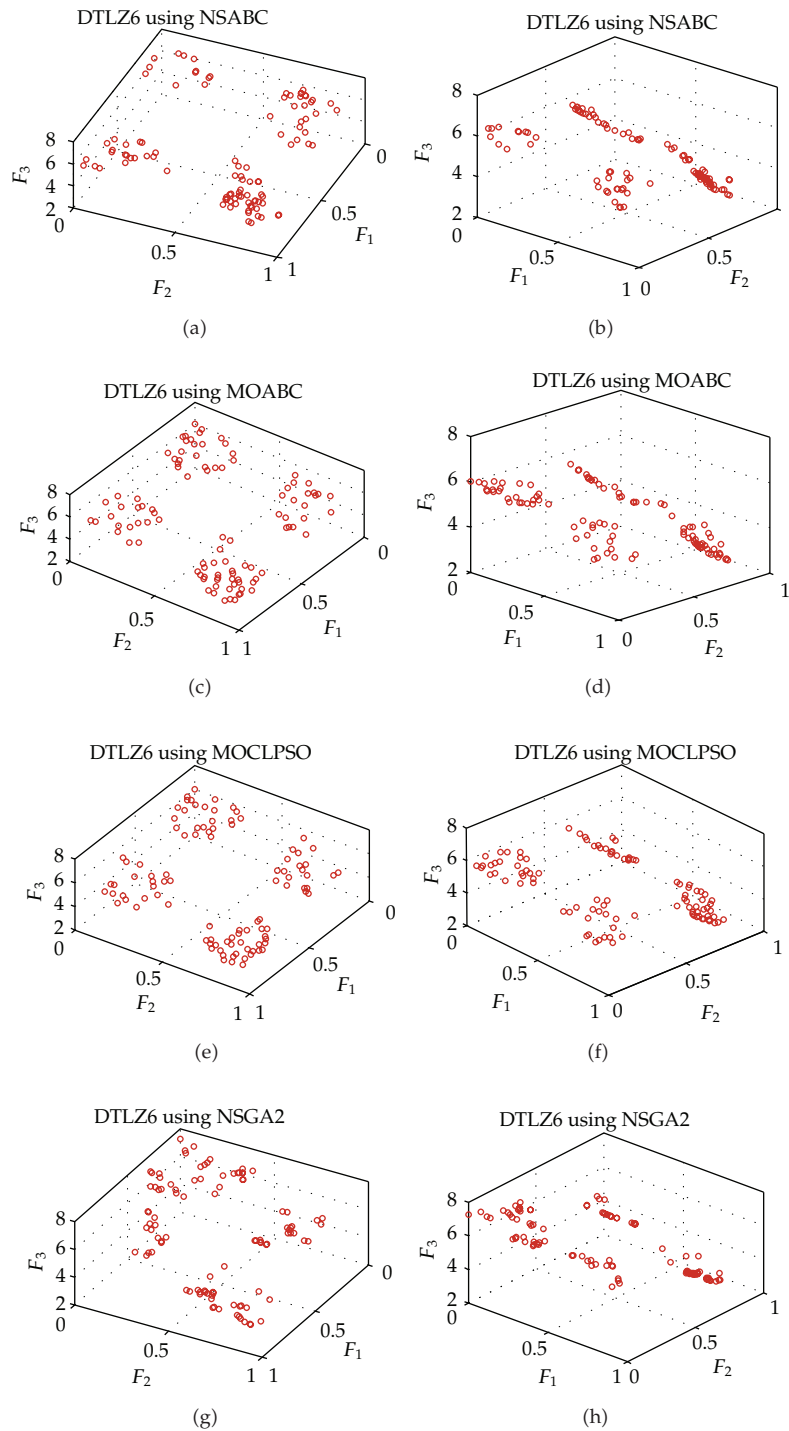 DTLZ6 using NSABC
F3
8
6
4
2
0
0.5
1
F2
1
0.5
0
F1
(a)
DTLZ6 using NSABC
F3
8
6
4
2
0
0.5
1
F1
0
0.5
F2
(b)
DTLZ6 using MOABC
F3
8
6
4
2
0
0.5
1
F2
1
0.5
0
F1
(c)
DTLZ6 using MOABC
F3
8
6
4
2
0
0.5
1
F1
0
0.5
1
F2
(d)
DTLZ6 using MOCLPSO
F3
8
6
4
2
0
0.5
1
F2
1
0.5
0
F1
(e)
DTLZ6 using MOCLPSO
F3
8
6
4
2
0
0.5
1
F1
0
0.5
1
F2
(f)
DTLZ6 using NSGA2
F3
8
6
4
2
0
0.5
1
F2
1
0.5
0
F1
(g)
DTLZ6 using NSGA2
F3
8
6
4
2
0
0.5
1
F1
0
0.5
1
F2
(h)